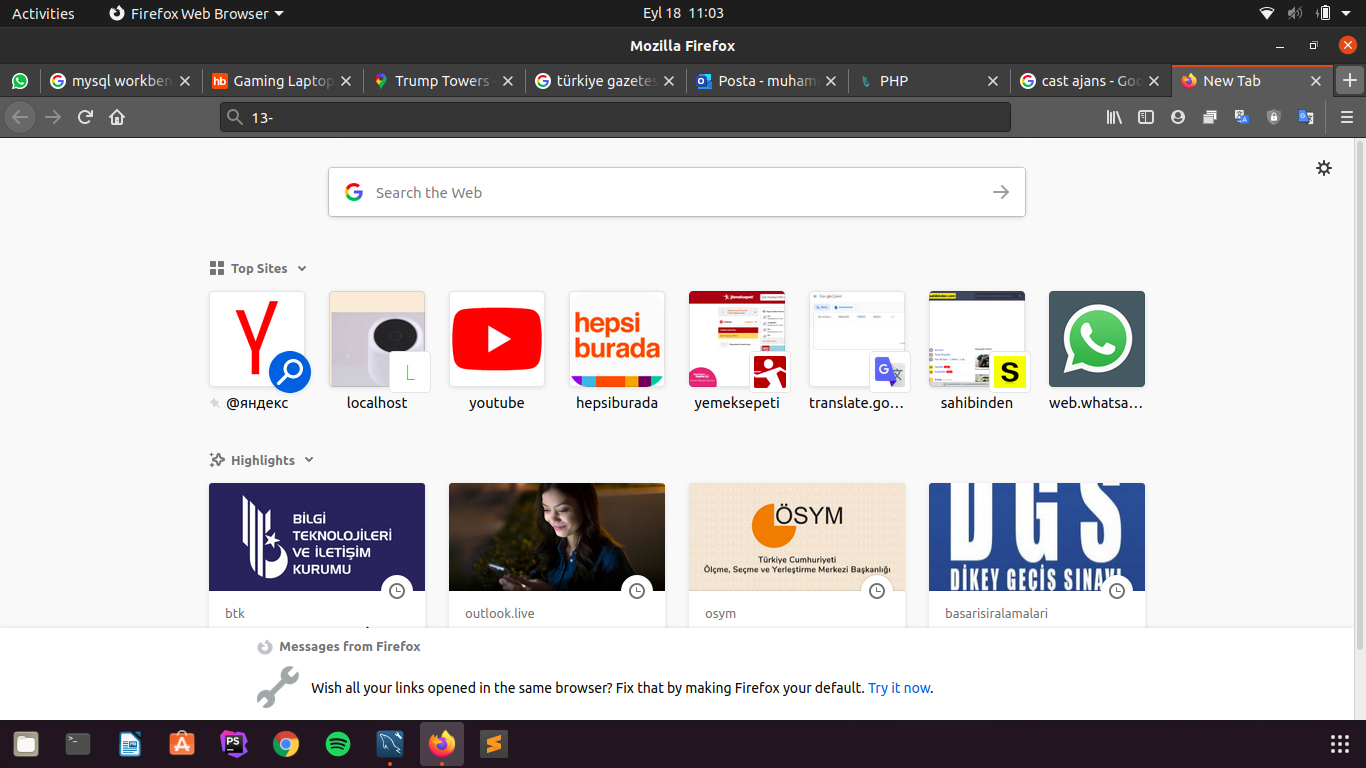 Activities
Firefox Web Browser
Eyl 18 11:03
Mozilla Firefox
mysql workben
hb
Gaming Laptop
Trump Towers -
türkiye gazetes
Posta - muhamm
PHP
cast ajans - Goo
New Tab
13-
Search the Web
Top Sites
Y
hepsi
burada
L
S
@яндекс
localhost
youtube
hepsiburada
yemeksepeti
translate.go…
sahibinden
web.whatsa…
Highlights
BİLGİ
TEKNOLOJİLERİ
VE İLETİŞİM
KURUMU
ÖSYM
Türkiye Cumhuriyeti
Ölçme, Seçme ve Yerleştirme Merkezi Başkanlığı
DGS
DİKEY GEÇİŞ SINAVI
btk
outlook.live
osym
basarisiralamalari
Messages from Firefox
Wish all your links opened in the same browser? Fix that by making Firefox your default. Try it now.
PS